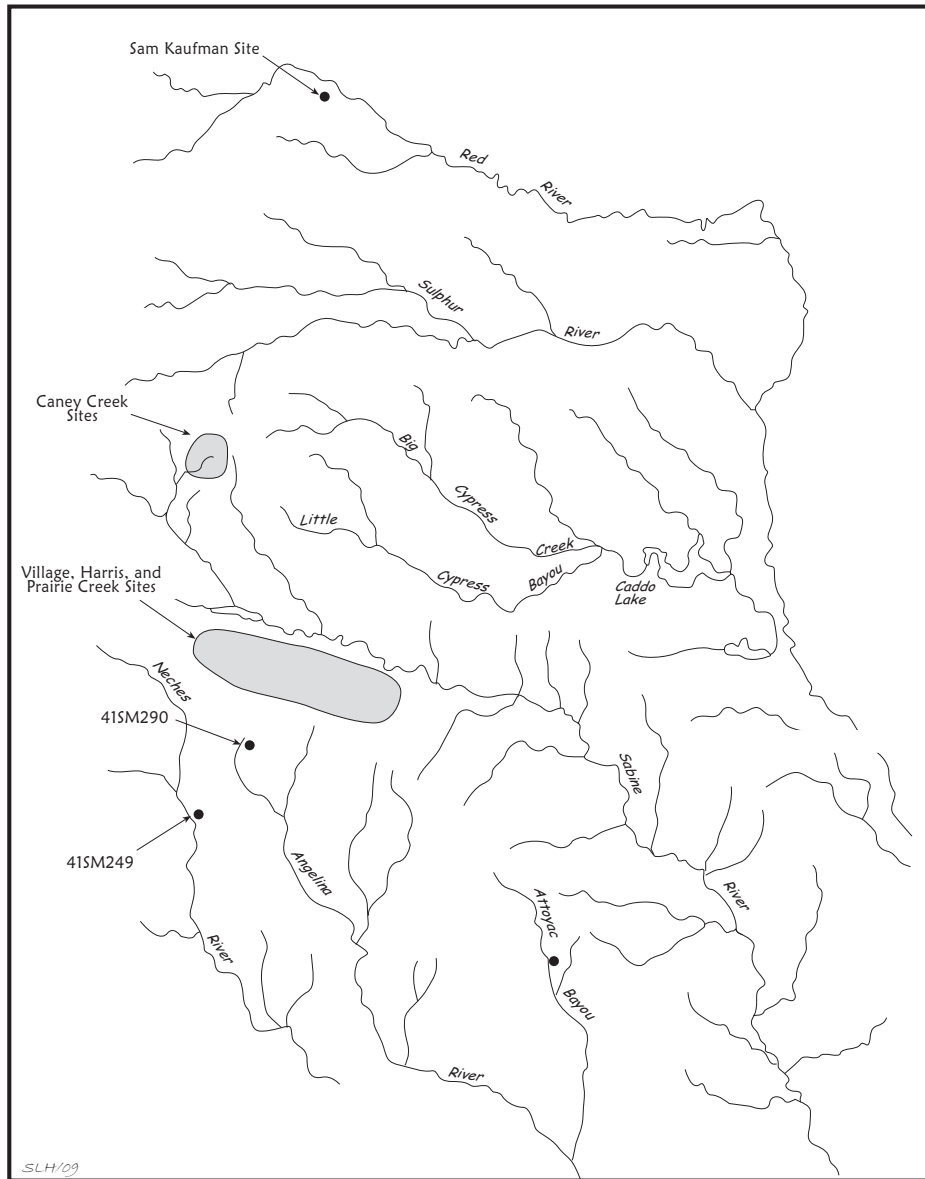 Sam Kaufman Site
Red
River
Sulphur
River
Caney Creek
Sites
Big
Cypress
Creek
Little
Cypress
Bayou
Caddo
Lake
Village, Harris, and
Prairie Creek Sites
Neches
41SM290
Sabine
41SM249
Angelina
River
Attoyac
River
Bayou
River
SLH/09